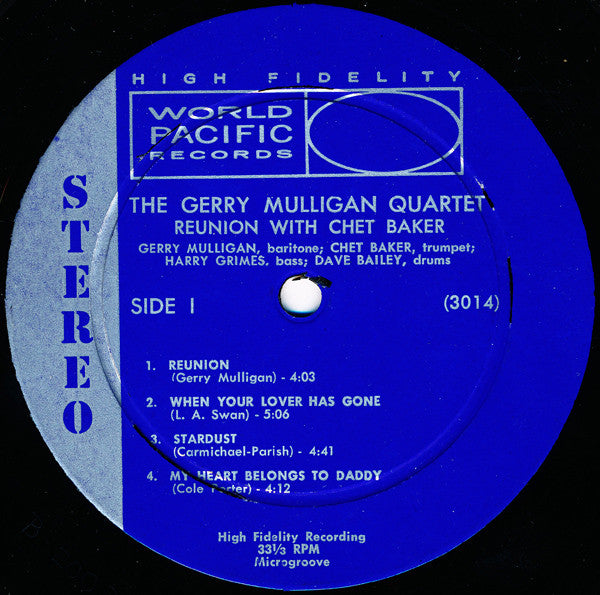 HIGH FIDELITY
WORLD
PACIFIC
RECORDS
STEREO
THE GERRY MULLIGAN QUARTET
REUNION WITH CHET BAKER
GERRY MULLIGAN, baritone; CHET BAKER, trumpet;
HARRY GRIMES, bass; DAVE BAILEY, drums
SIDE I (3014)
1. REUNION
(Gerry Mulligan) - 4:03
2. WHEN YOUR LOVER HAS GONE
(L. A. Swan) - 5:06
3. STARDUST
(Carmichael-Parish) - 4:41
4. MY HEART BELONGS TO DADDY
(Cole Porter) - 4:12
High Fidelity Recording
33⅓ RPM
Microgroove